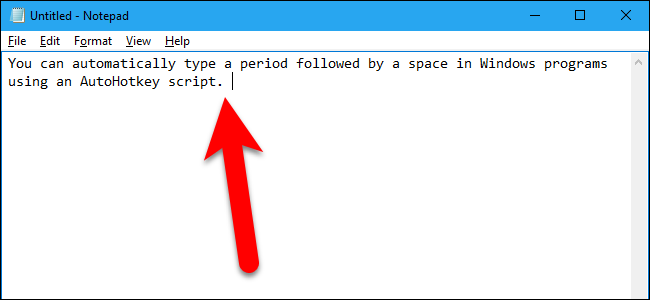 Untitled - Notepad
File Edit Format View Help
You can automatically type a period followed by a space in Windows programs
using an AutoHotkey script.